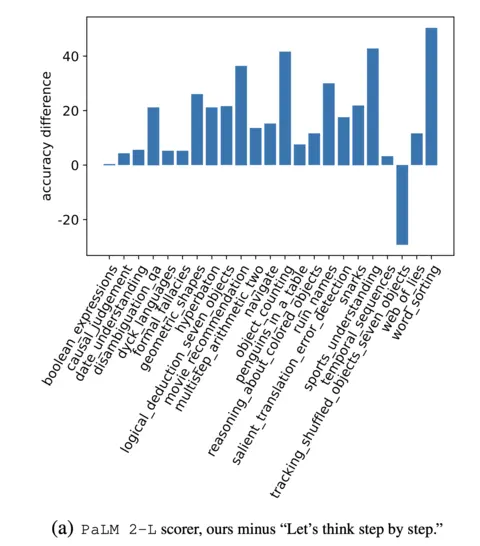 40
20
0
-20
accuracy difference
boolean_expressions
causal_judgement
date_understanding
disambiguation_qa
dyck_languages
formal_fallacies
geometric_shapes
hyperbaton
logical_deduction_seven_objects
movie_recommendation
multistep_arithmetic_two
navigate
object_counting
penguins_in_a_table
reasoning_about_colored_objects
ruin_names
salient_translation_error_detection
snarks
sports_understanding
temporal_sequences
tracking_shuffled_objects_seven_objects
web_of_lies
word_sorting
(a) PaLM 2-L scorer, ours minus “Let’s think step by step.”